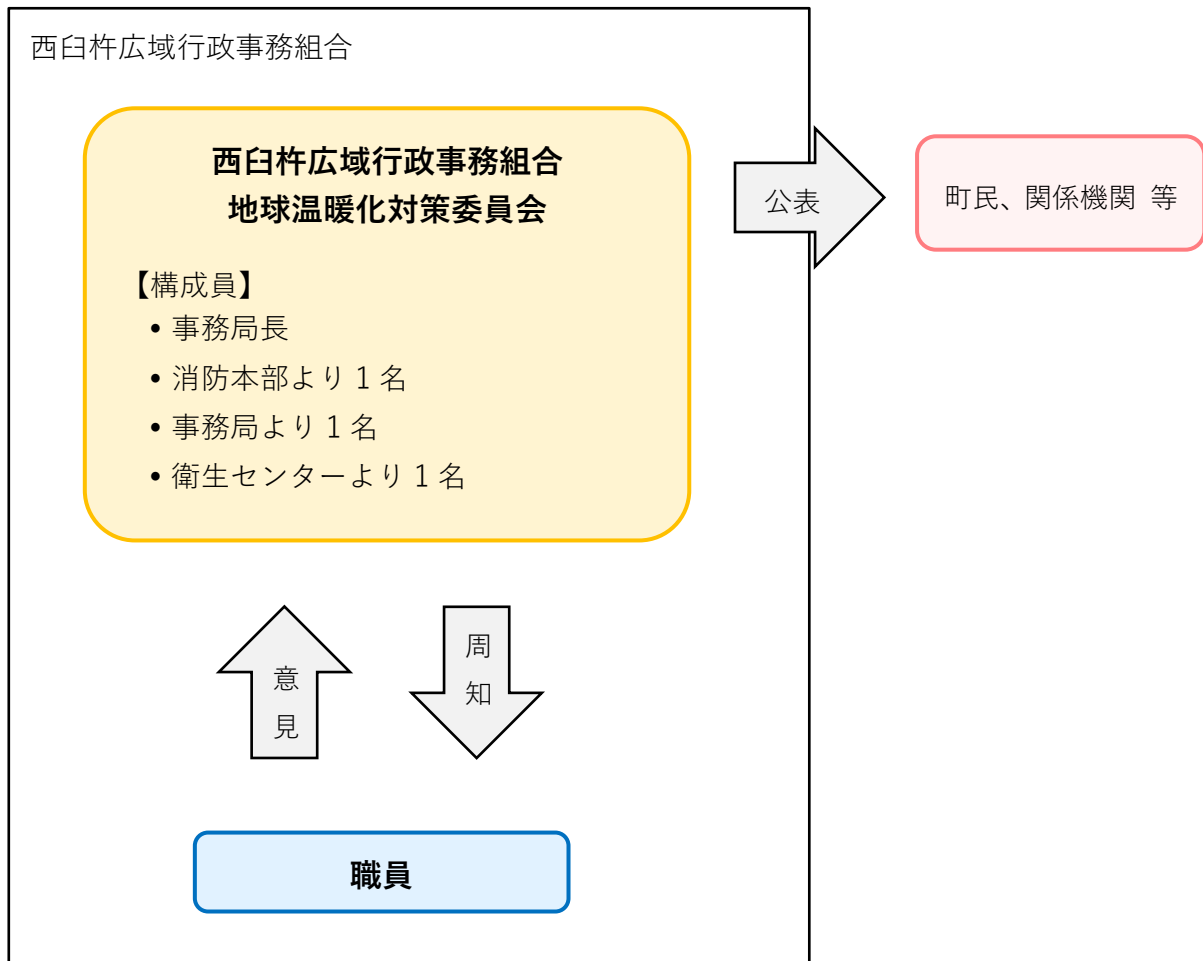 西臼杵広域行政事務組合
西臼杵広域行政事務組合
地球温暖化対策委員会
【構成員】
• 事務局長
• 消防本部より１名
• 事務局より１名
• 衛生センターより１名
公表
町民、関係機関 等
意見
周知
職員